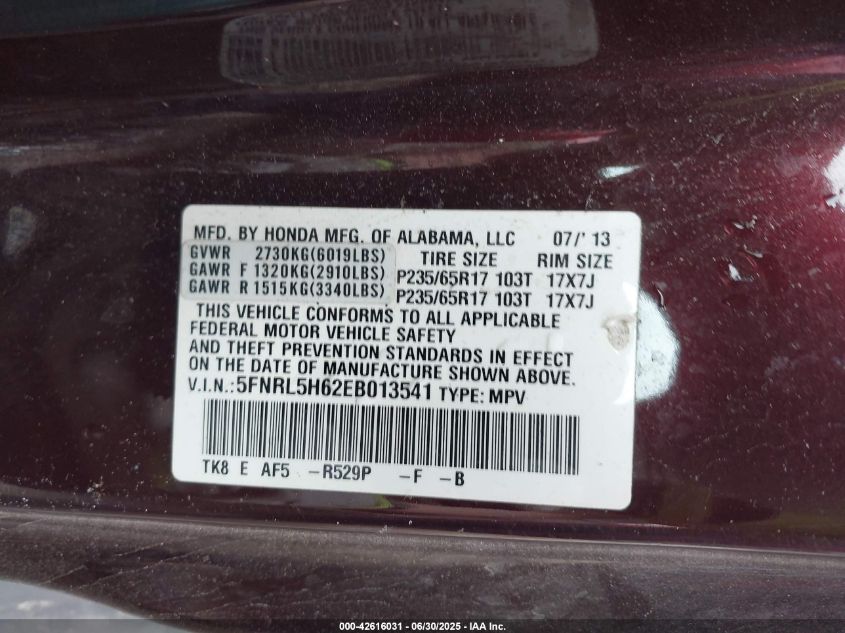 MFD. BY HONDA MFG. OF ALABAMA, LLC 07/'13
GVWR 2730KG(6019LBS) TIRE SIZE RIM SIZE
GAWR F 1320KG(2910LBS) P235/65R17 103T 17X7J
GAWR R 1515KG(3340LBS) P235/65R17 103T 17X7J
THIS VEHICLE CONFORMS TO ALL APPLICABLE
FEDERAL MOTOR VEHICLE SAFETY
AND THEFT PREVENTION STANDARDS IN EFFECT
ON THE DATE OF MANUFACTURE SHOWN ABOVE.
V.I.N.:5FNRL5H62EB013541 TYPE: MPV
TK8 E AF5 -R529P -F -B
000-42616031 - 06/30/2025 - IAA Inc.